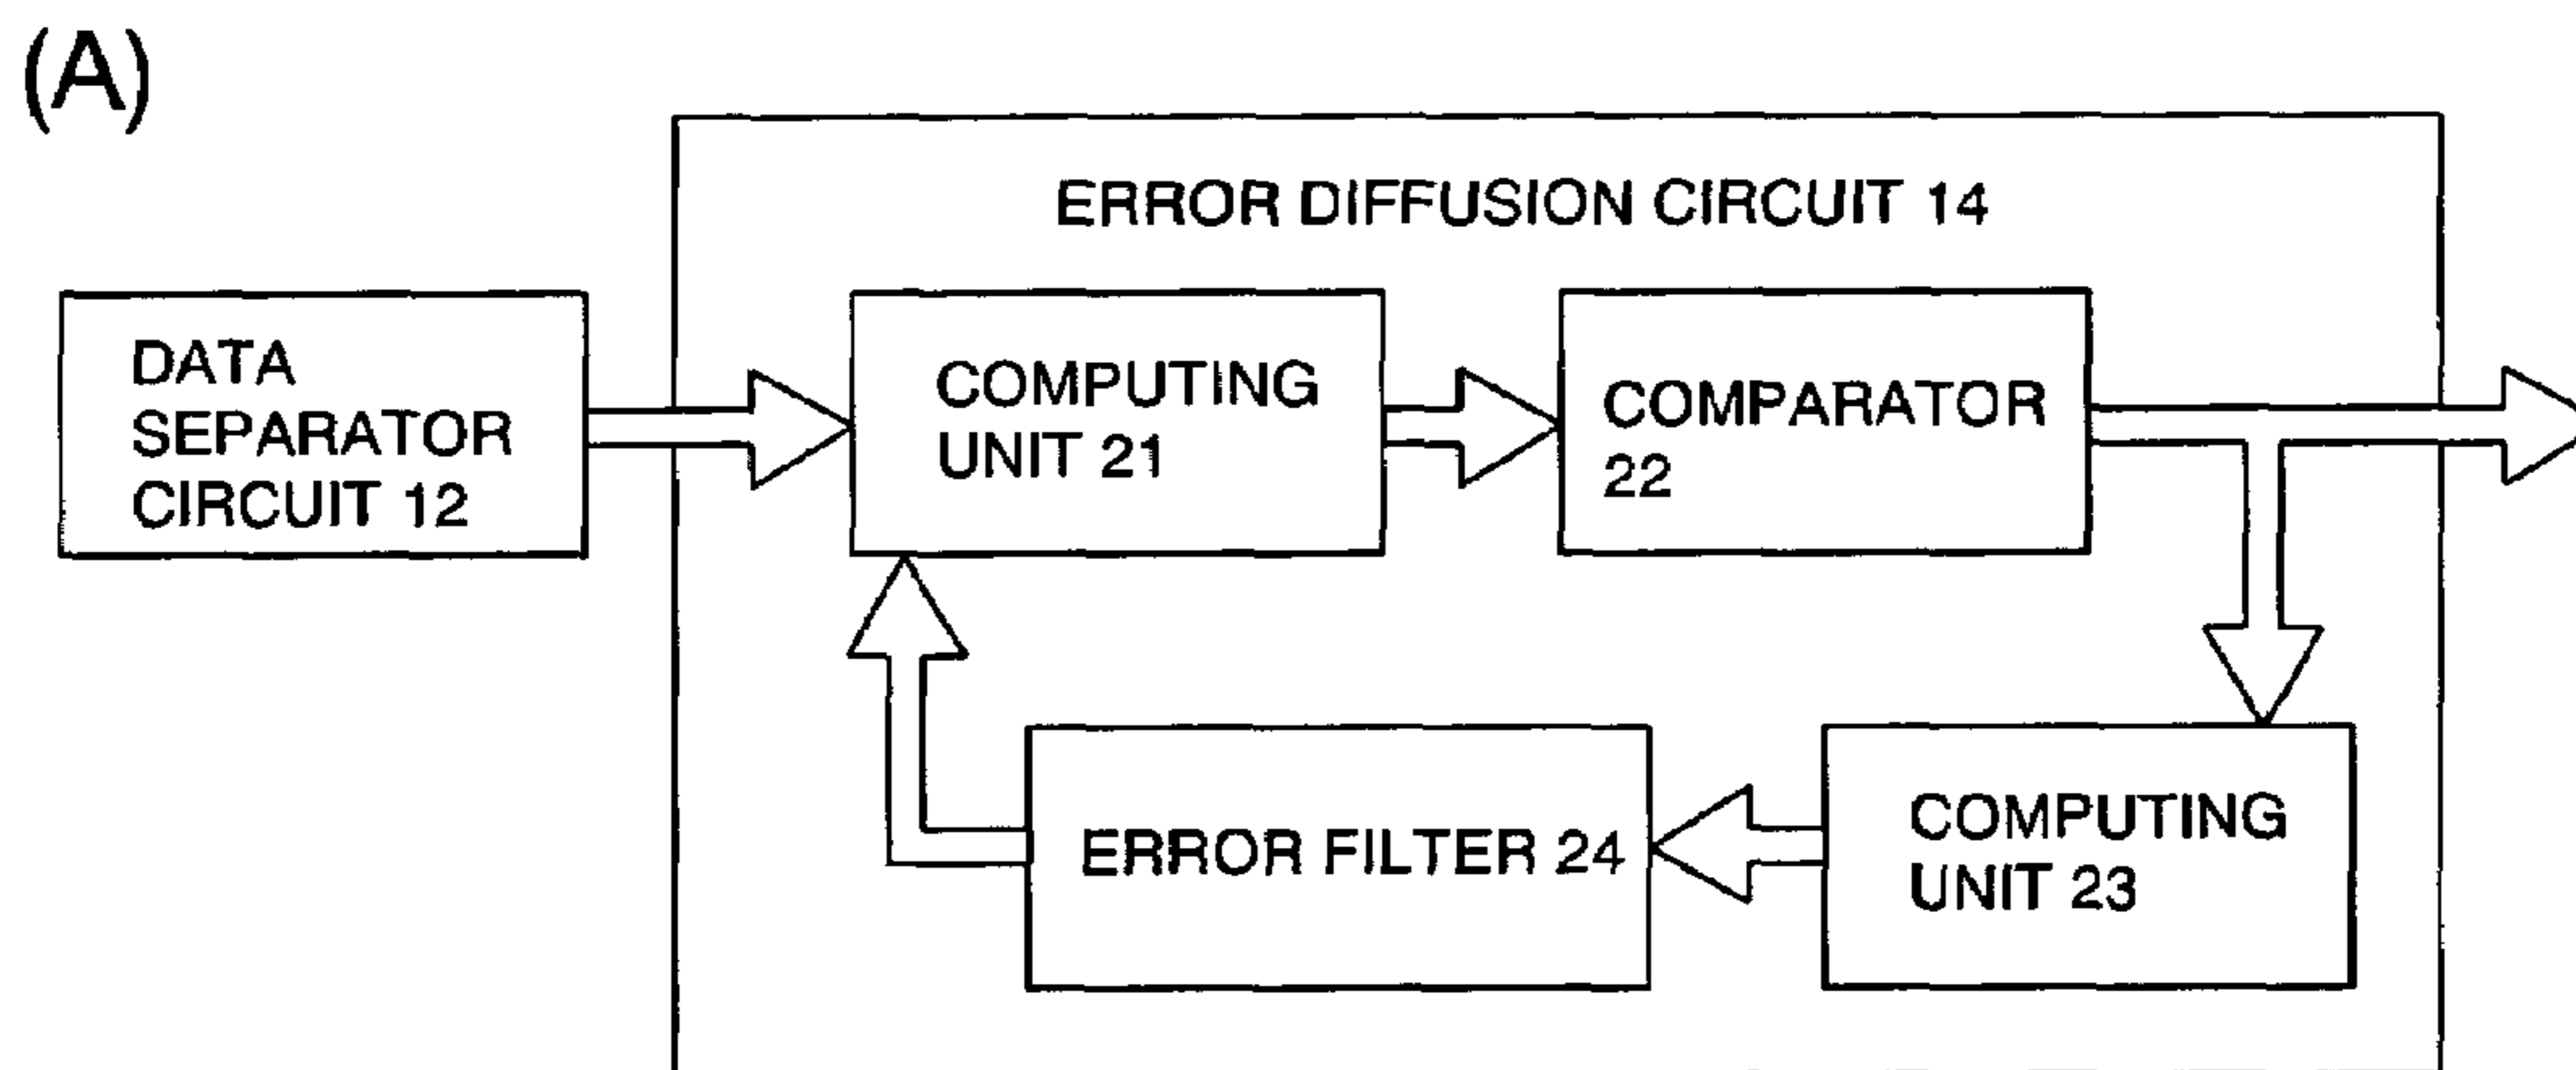 (A)
ERROR DIFFUSION CIRCUIT 14
DATA
SEPARATOR
CIRCUIT 12
COMPUTING
UNIT 21
COMPARATOR
22
ERROR FILTER 24
COMPUTING
UNIT 23